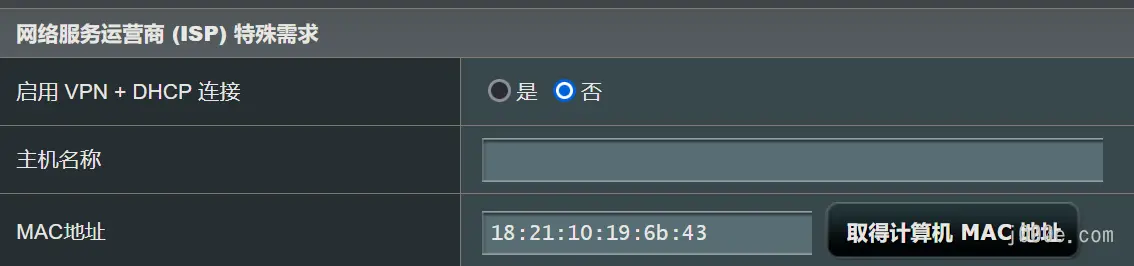 网络服务运营商 (ISP) 特殊需求
启用 VPN + DHCP 连接 是 否
主机名称
MAC地址 18:21:10:19:6b:43 取得计算机 MAC 地址